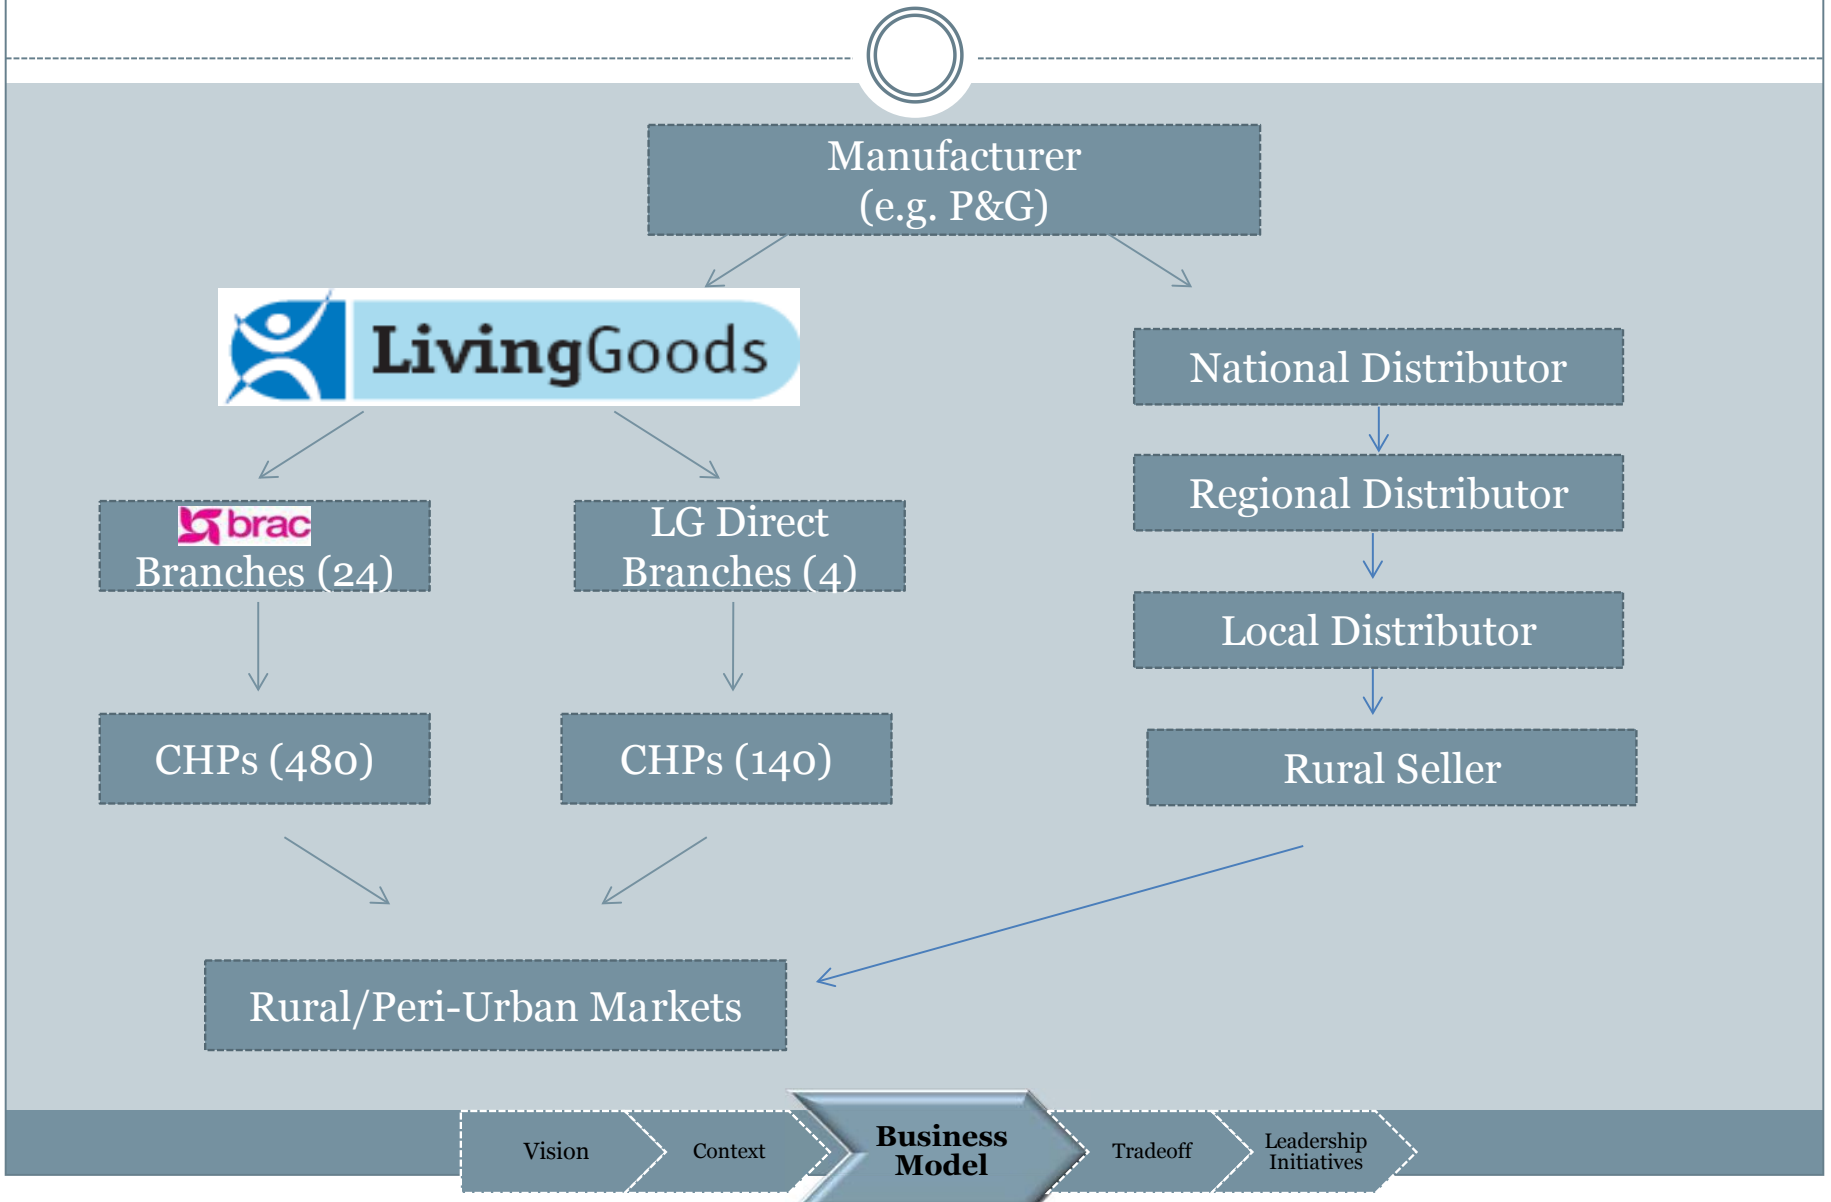 Manufacturer
(e.g. P&G)
LivingGoods
National Distributor
Regional Distributor
brac
Branches (24)
LG Direct
Branches (4)
Local Distributor
CHPs (480)
CHPs (140)
Rural Seller
Rural/Peri-Urban Markets
Vision
Context
Business
Model
Tradeoff
Leadership
Initiatives